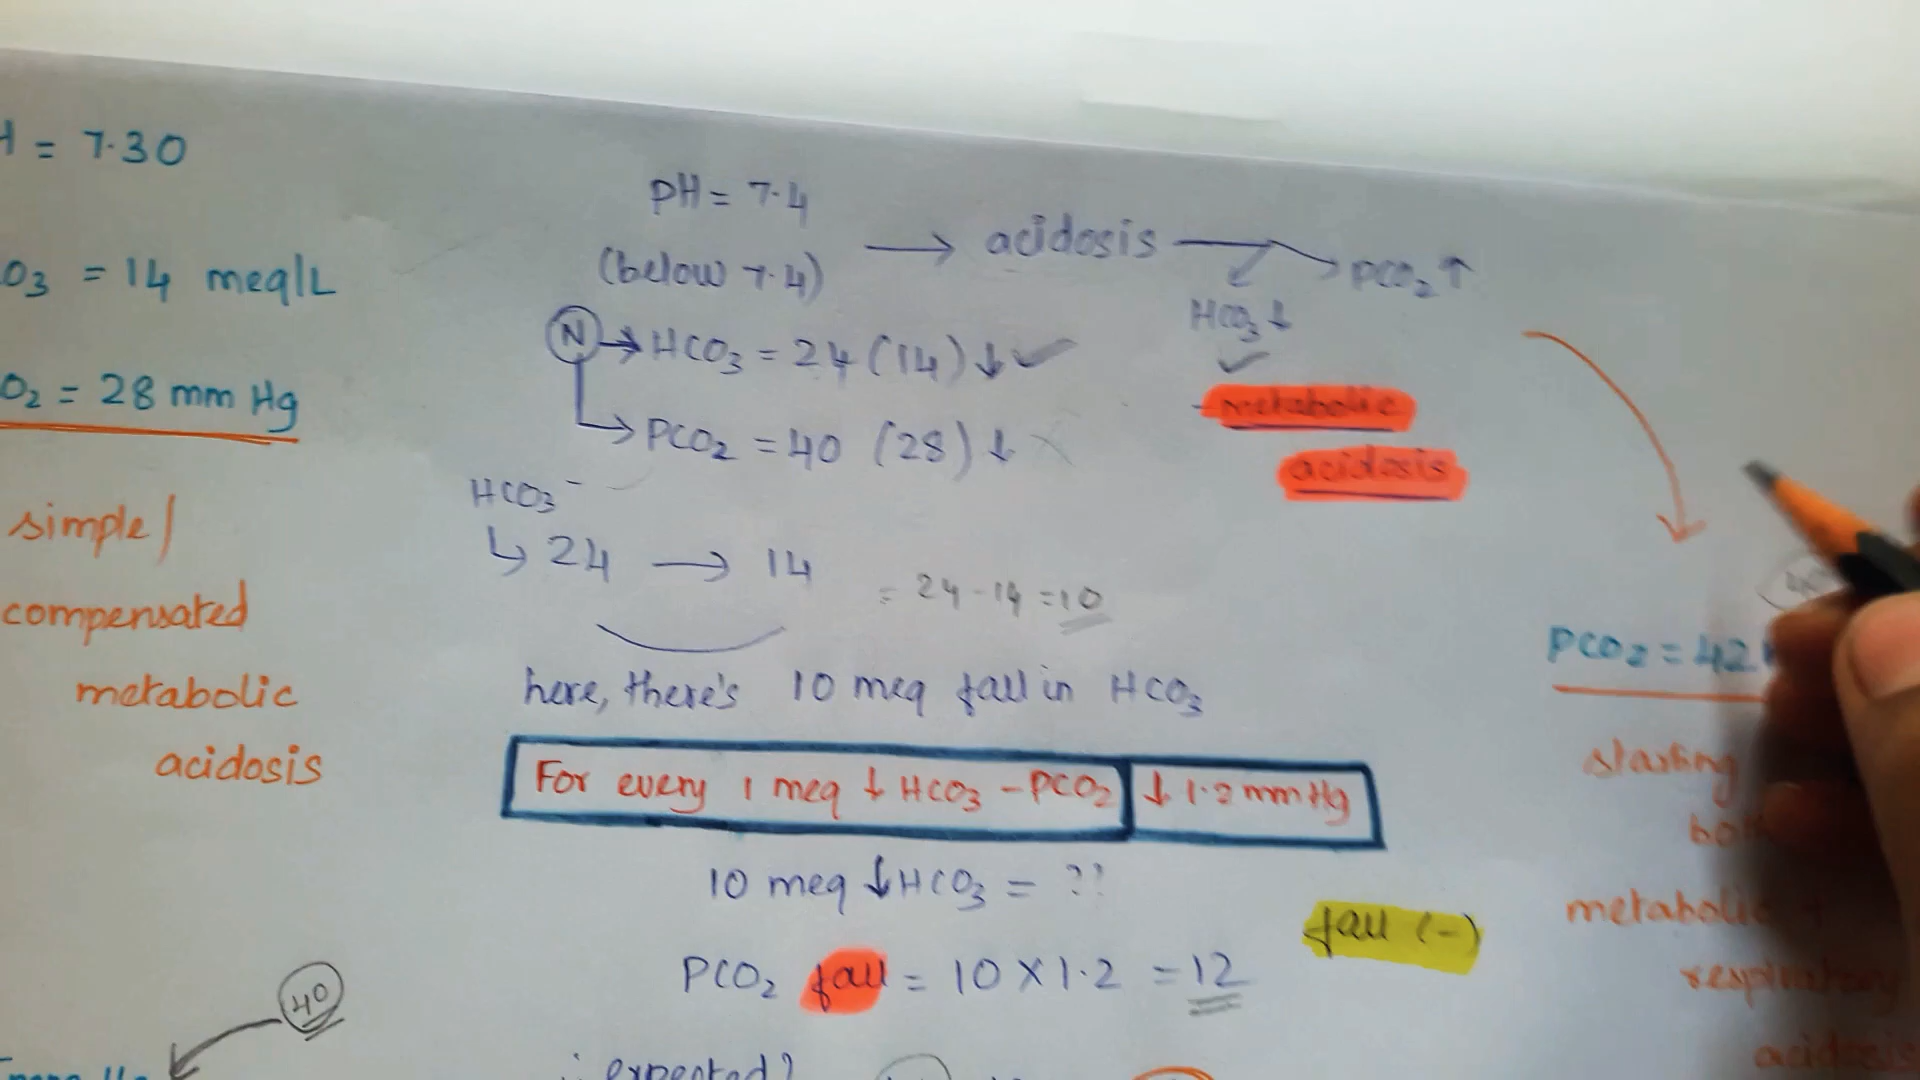 H = 7.30
O3 = 14 meq/L
O2 = 28 mm Hg
simple/
compensated
metabolic
acidosis
40
PH = 7.4
(below 7.4) → acidosis → PCO2 ↑
HCO3 ↓ ✓
metabolic
acidosis
N → HCO3 = 24 (14) ↓ ✓
→ PCO2 = 40 (28) ↓ ×
HCO3⁻
↳ 24 → 14 = 24 - 14 = 10
here, there's 10 meq fall in HCO3
For every 1 meq ↓ HCO3 - PCO2 ↓ 1.2 mm Hg
10 meq ↓ HCO3 = ??
fall (-)
PCO2 fall = 10 X 1.2 = 12
∴ expected?
PCO2 = 42
starting
metabolic
respiratory
acidosis